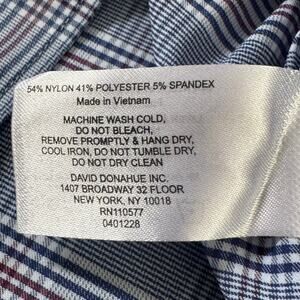 54% NYLON 41% POLYESTER 5% SPANDEX
Made in Vietnam
MACHINE WASH COLD,
DO NOT BLEACH,
REMOVE PROMPTLY & HANG DRY,
COOL IRON, DO NOT TUMBLE DRY,
DO NOT DRY CLEAN
DAVID DONAHUE INC.
1407 BROADWAY 32 FLOOR
NEW YORK, NY 10018
RN110577
0401228